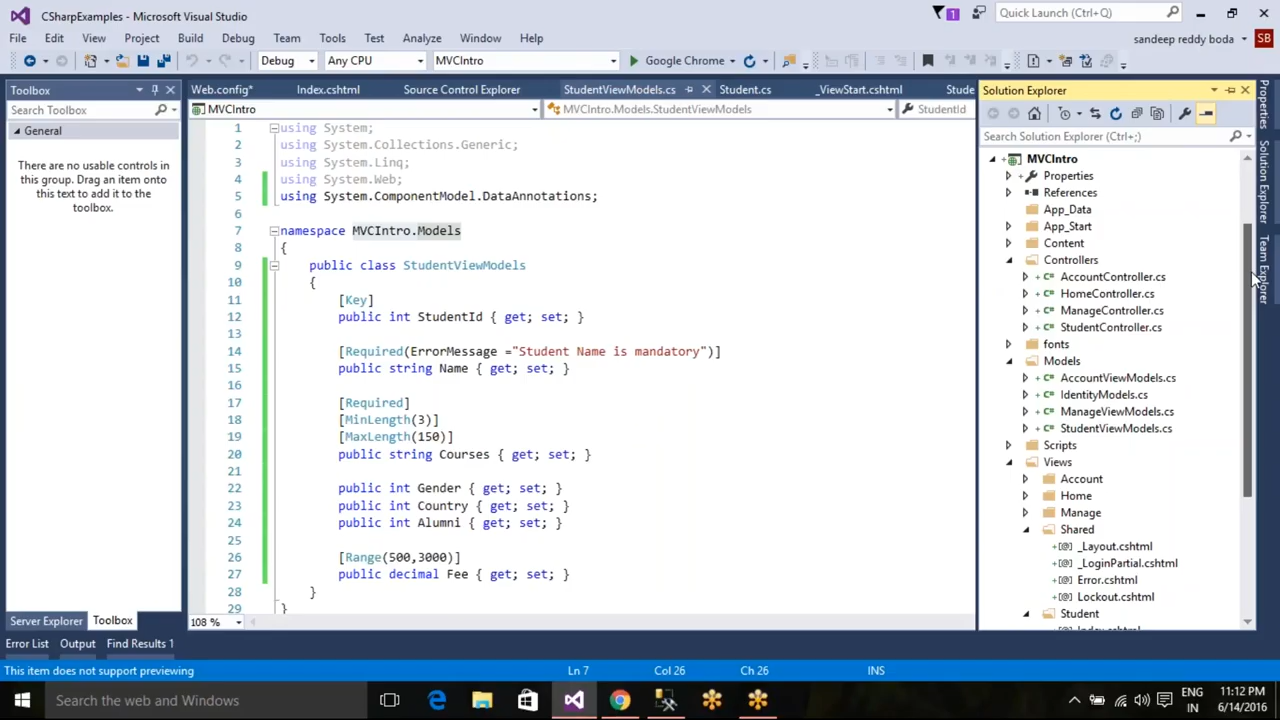 CSharpExamples - Microsoft Visual Studio
1
Quick Launch (Ctrl+Q)
File Edit View Project Build Debug Team Tools Test Analyze Window Help
sandeep reddy boda SB
Debug Any CPU MVCIntro Google Chrome
Toolbox
Search Toolbox
General
There are no usable controls in
this group. Drag an item onto
this text to add it to the
toolbox.
Server Explorer Toolbox
Web.config* Index.cshtml Source Control Explorer StudentViewModels.cs Student.cs _ViewStart.cshtml Stude
MVCIntro MVCIntro.Models.StudentViewModels StudentId
1 using System;
2 using System.Collections.Generic;
3 using System.Linq;
4 using System.Web;
5 using System.ComponentModel.DataAnnotations;
6
7 namespace MVCIntro.Models
8 {
9 public class StudentViewModels
10 {
11 [Key]
12 public int StudentId { get; set; }
13
14 [Required(ErrorMessage ="Student Name is mandatory")]
15 public string Name { get; set; }
16
17 [Required]
18 [MinLength(3)]
19 [MaxLength(150)]
20 public string Courses { get; set; }
21
22 public int Gender { get; set; }
23 public int Country { get; set; }
24 public int Alumni { get; set; }
25
26 [Range(500,3000)]
27 public decimal Fee { get; set; }
28 }
29 }
108 %
Solution Explorer
Search Solution Explorer (Ctrl+;)
MVCIntro
Properties
References
App_Data
App_Start
Content
Controllers
AccountController.cs
HomeController.cs
ManageController.cs
StudentController.cs
fonts
Models
AccountViewModels.cs
IdentityModels.cs
ManageViewModels.cs
StudentViewModels.cs
Scripts
Views
Account
Home
Manage
Shared
_Layout.cshtml
_LoginPartial.cshtml
Error.cshtml
Lockout.cshtml
Student
Index.cshtml
Properties
Solution Explorer
Team Explorer
Error List Output Find Results 1
This item does not support previewing Ln 7 Col 26 Ch 26 INS
Search the web and Windows
ENG
IN
11:12 PM
6/14/2016